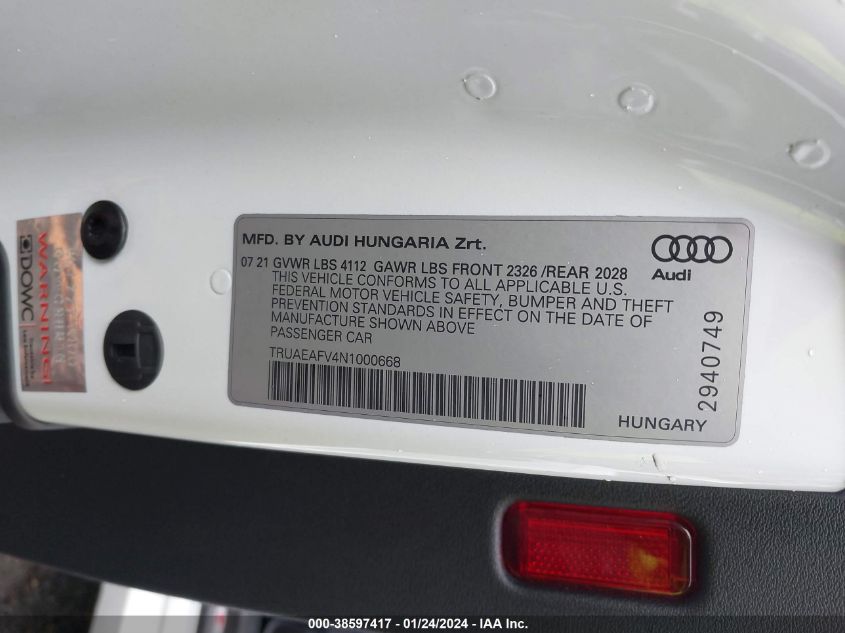 MFD. BY AUDI HUNGARIA Zrt.
07 21 GVWR LBS 4112 GAWR LBS FRONT 2326 /REAR 2028
THIS VEHICLE CONFORMS TO ALL APPLICABLE U.S.
FEDERAL MOTOR VEHICLE SAFETY, BUMPER AND THEFT
PREVENTION STANDARDS IN EFFECT ON THE DATE OF
MANUFACTURE SHOWN ABOVE
PASSENGER CAR
TRUAEAFV4N1000668
Audi
2940749
HUNGARY
WARNING!
DOWC
000-38597417 - 01/24/2024 - IAA Inc.